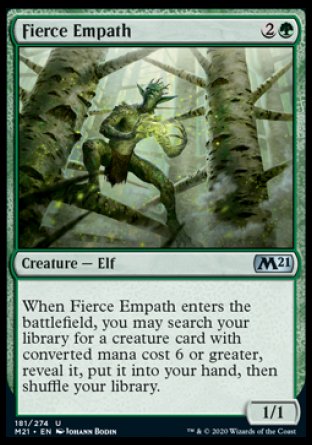 Fierce Empath 2
Creature — Elf M21
When Fierce Empath enters the
battlefield, you may search your
library for a creature card with
converted mana cost 6 or greater,
reveal it, put it into your hand, then
shuffle your library.
1/1
181/274 U
M21 • EN Johann Bodin ™ & © 2020 Wizards of the Coast